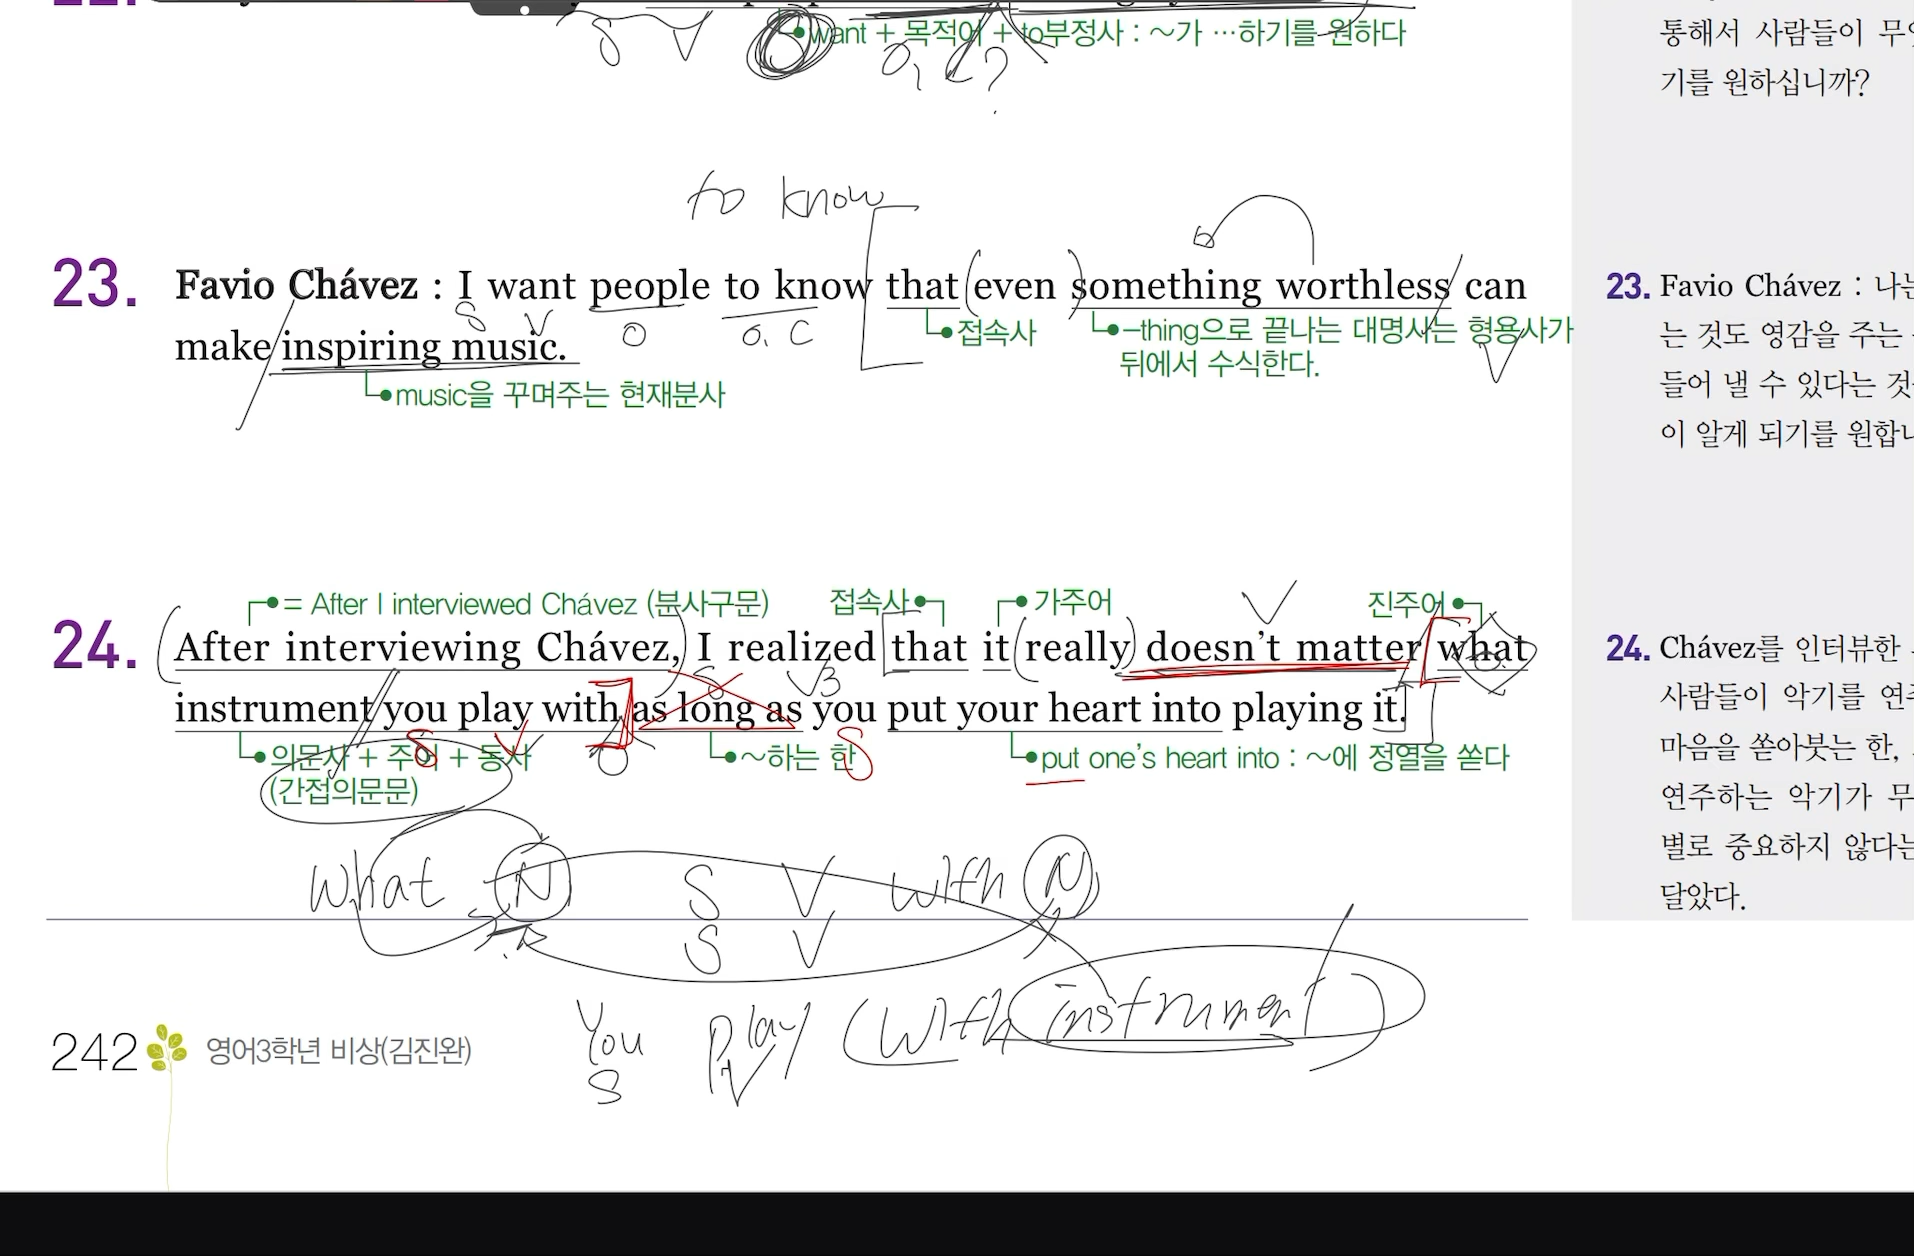 want + 목적어 + to부정사 : ~가 …하기를 원하다
S V O O.C?
통해서 사람들이
기를 원하십니까?
to know
23. Favio Chávez : I want people to know that even something worthless can
S V O O.C
접속사
–thing으로 끝나는 대명사는 형용사가
뒤에서 수식한다.
V
make inspiring music.
music을 꾸며주는 현재분사
23. Favio Chávez : 나는
는 것도 영감을 주는
들어 낼 수 있다는 것
이 알게 되기를 원합니
= After I interviewed Chávez (분사구문)
접속사
가주어
진주어
24. After interviewing Chávez, I realized that it really doesn't matter what
instrument you play with as long as you put your heart into playing it.
의문사 + 주어 + 동사
(간접의문문)
~하는 한
put one's heart into : ~에 정열을 쏟다
24. Chávez를 인터뷰한
사람들이 악기를 연주
마음을 쏟아붓는 한,
연주하는 악기가 무
별로 중요하지 않다는
달았다.
What N S V with N
S V
You play (with instrument)
S V
242 영어3학년 비상(김진완)